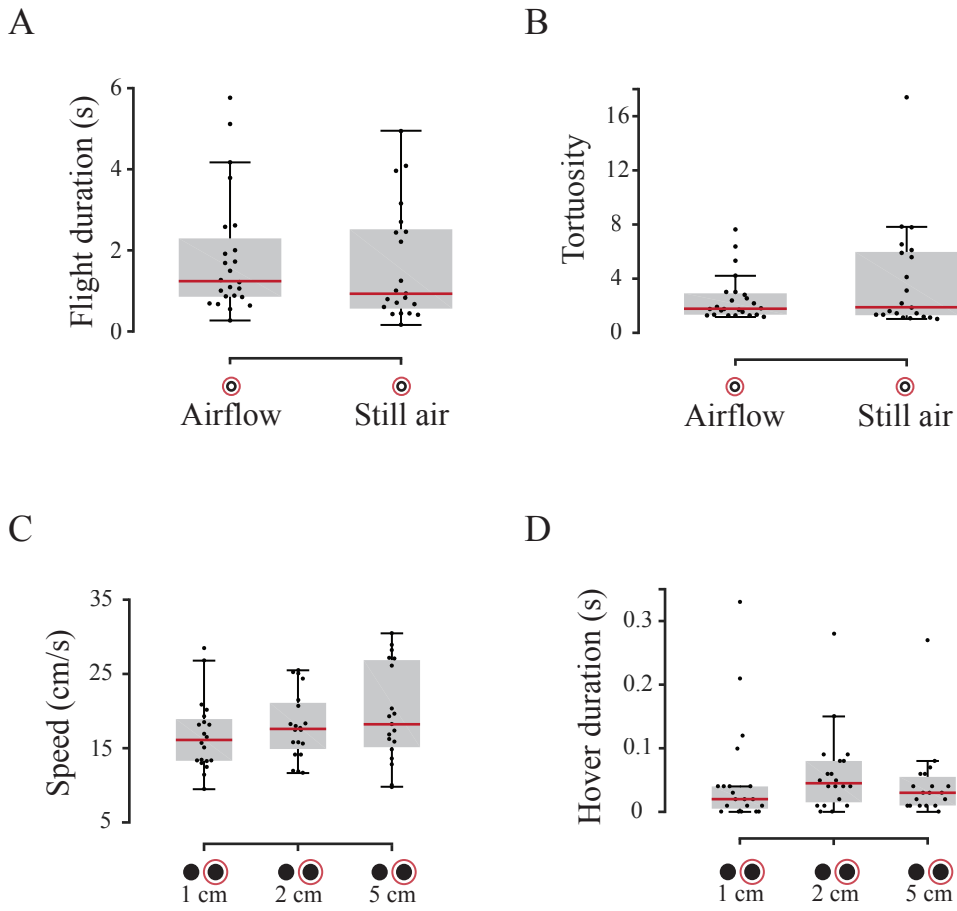 A
B
Flight duration (s)
6
4
2
0
Airflow
Still air
Tortuosity
16
12
8
4
0
Airflow
Still air
C
D
Speed (cm/s)
35
25
15
5
1 cm
2 cm
5 cm
Hover duration (s)
0.3
0.2
0.1
0
1 cm
2 cm
5 cm